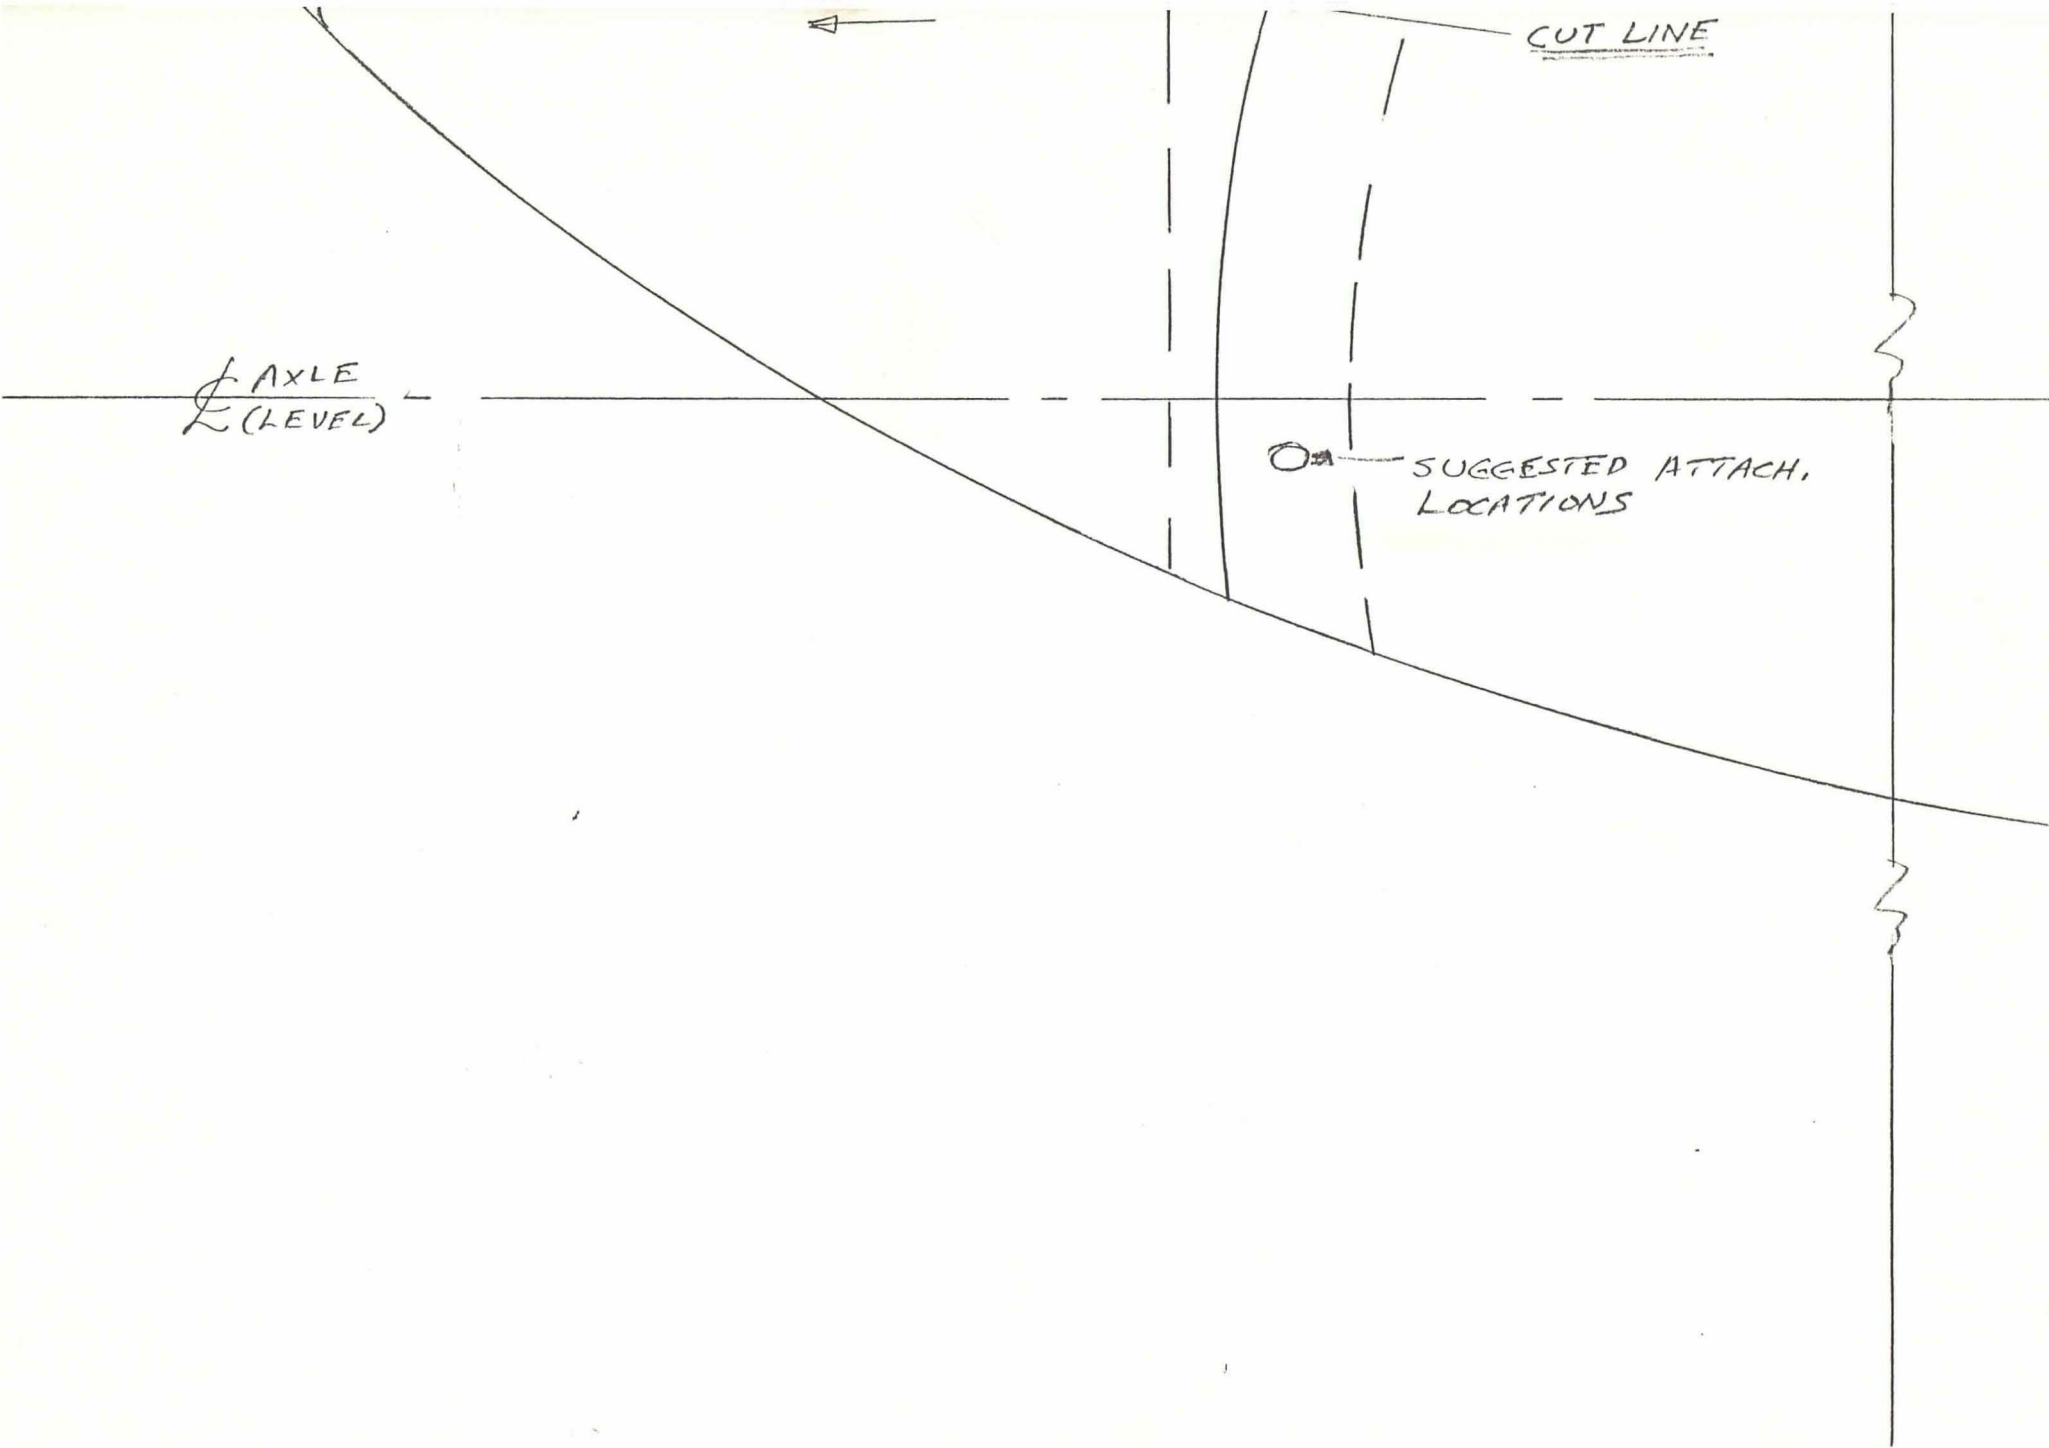 CUT LINE
℄ AXLE
(LEVEL)
SUGGESTED ATTACH.
LOCATIONS